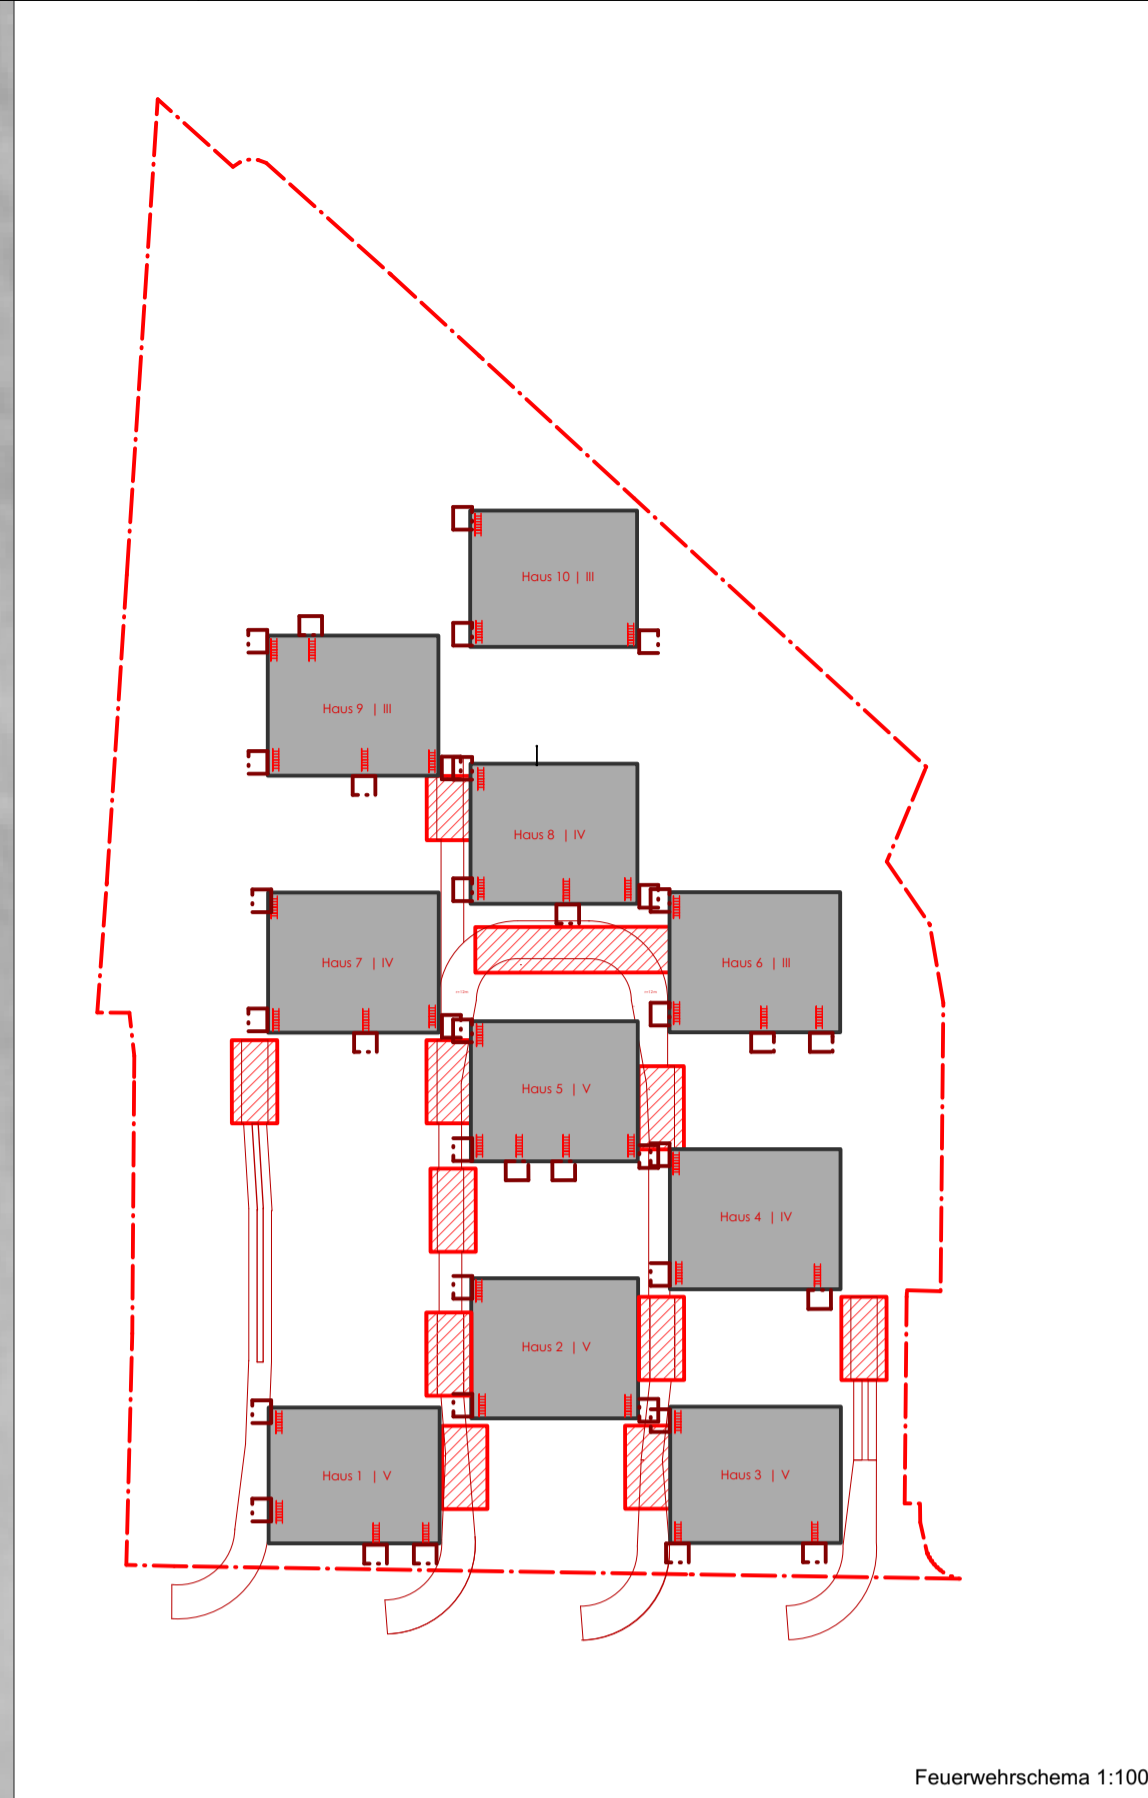 Haus 10 | III
Haus 9 | III
Haus 8 | IV
Haus 7 | IV
Haus 6 | III
Haus 5 | V
Haus 4 | IV
Haus 2 | V
Haus 1 | V
Haus 3 | V
Feuerwehrschema 1:100